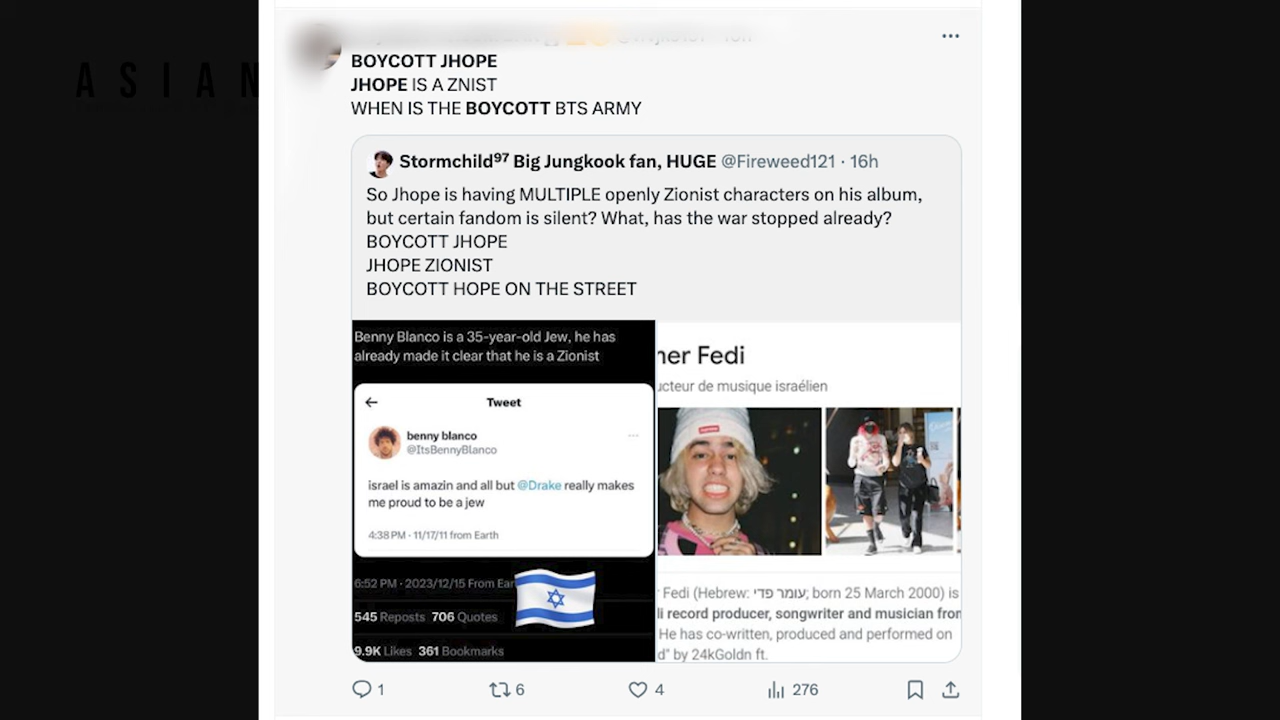 ASIAN
BOYCOTT JHOPE
JHOPE IS A ZNIST
WHEN IS THE BOYCOTT BTS ARMY
Stormchild⁹⁷ Big Jungkook fan, HUGE @Fireweed121 · 16h
So Jhope is having MULTIPLE openly Zionist characters on his album,
but certain fandom is silent? What, has the war stopped already?
BOYCOTT JHOPE
JHOPE ZIONIST
BOYCOTT HOPE ON THE STREET
Benny Blanco is a 35-year-old Jew, he has
already made it clear that he is a Zionist
Tweet
benny blanco
@ItsBennyBlanco
israel is amazin and all but @Drake really makes
me proud to be a jew
4:38 PM · 11/17/11 from Earth
6:52 PM · 2023/12/15 From Ear
545 Reposts 706 Quotes
9.9K Likes 361 Bookmarks
ner Fedi
ucteur de musique israélien
Fedi (Hebrew: עומר פדי; born 25 March 2000) is
li record producer, songwriter and musician from
He has co-written, produced and performed on
d" by 24kGoldn ft.
1
6
4
276